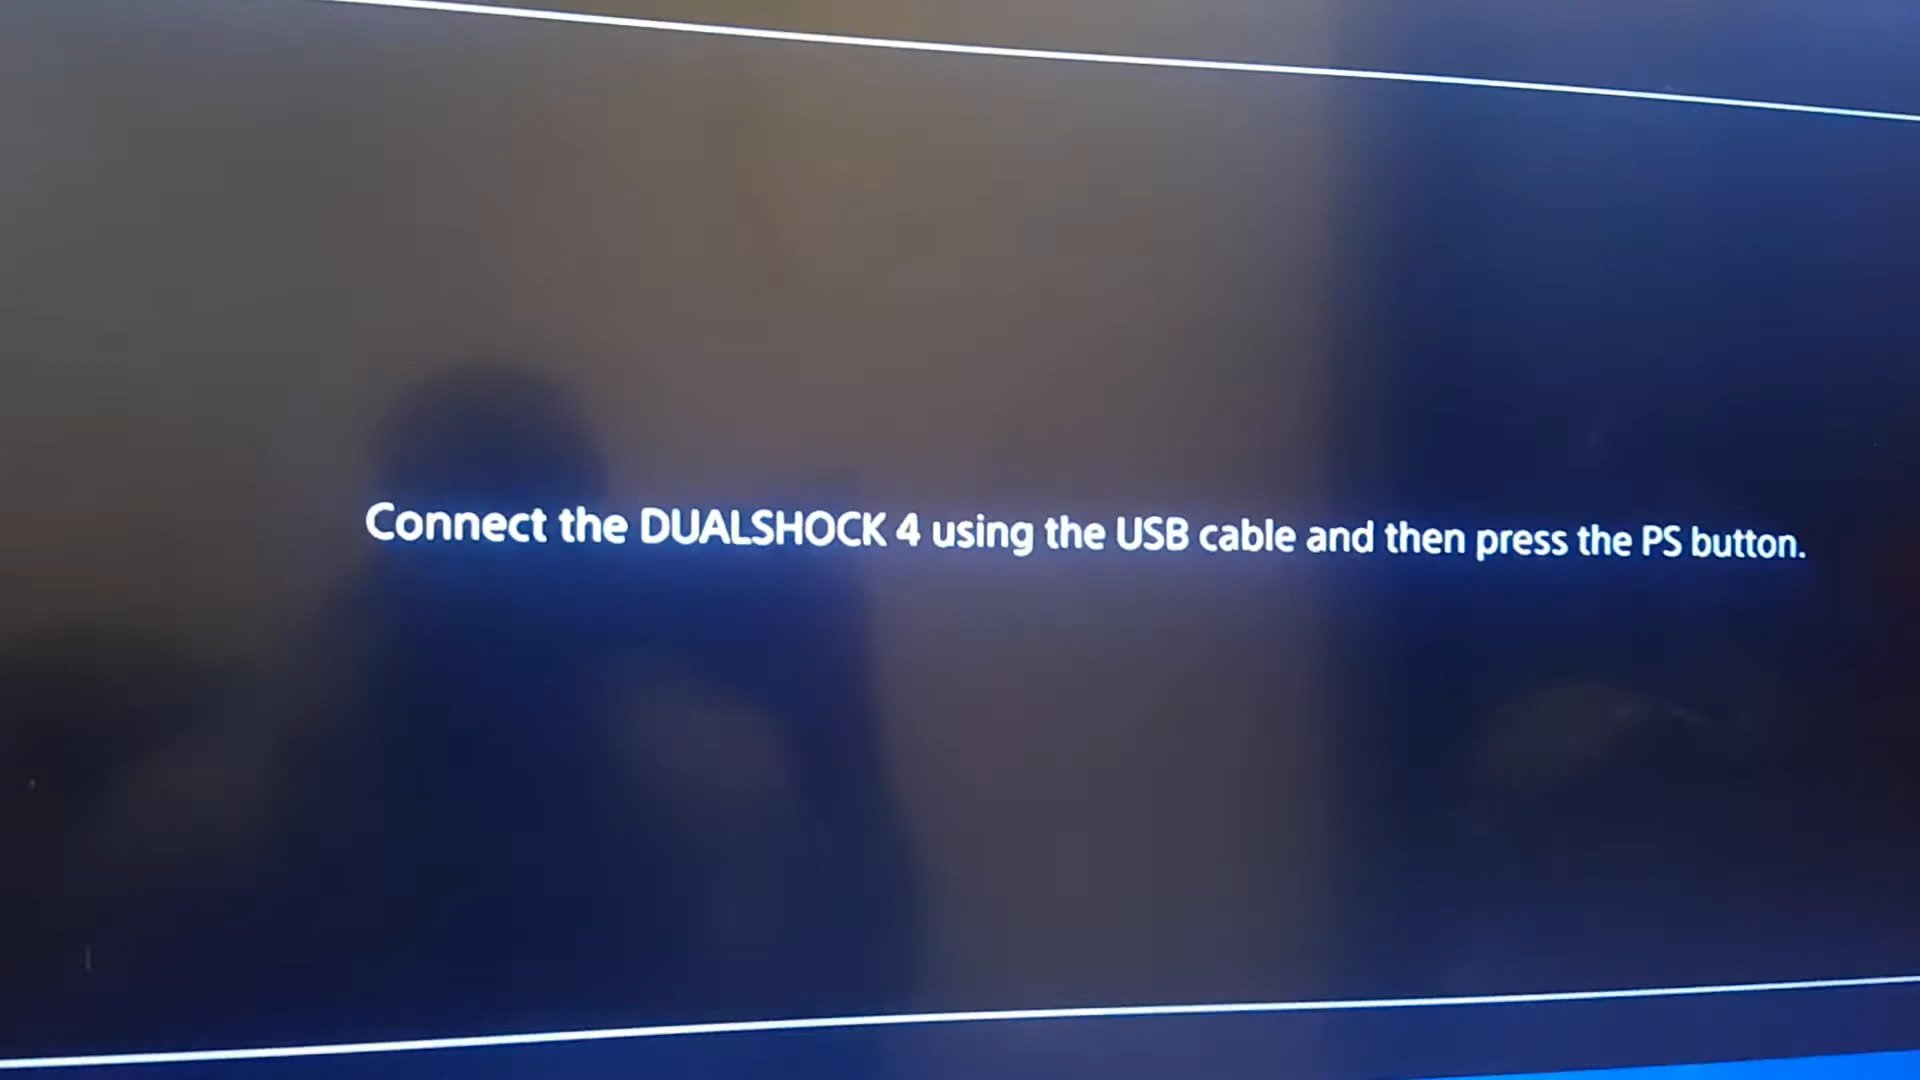 Connect the DUALSHOCK 4 using the USB cable and then press the PS button.